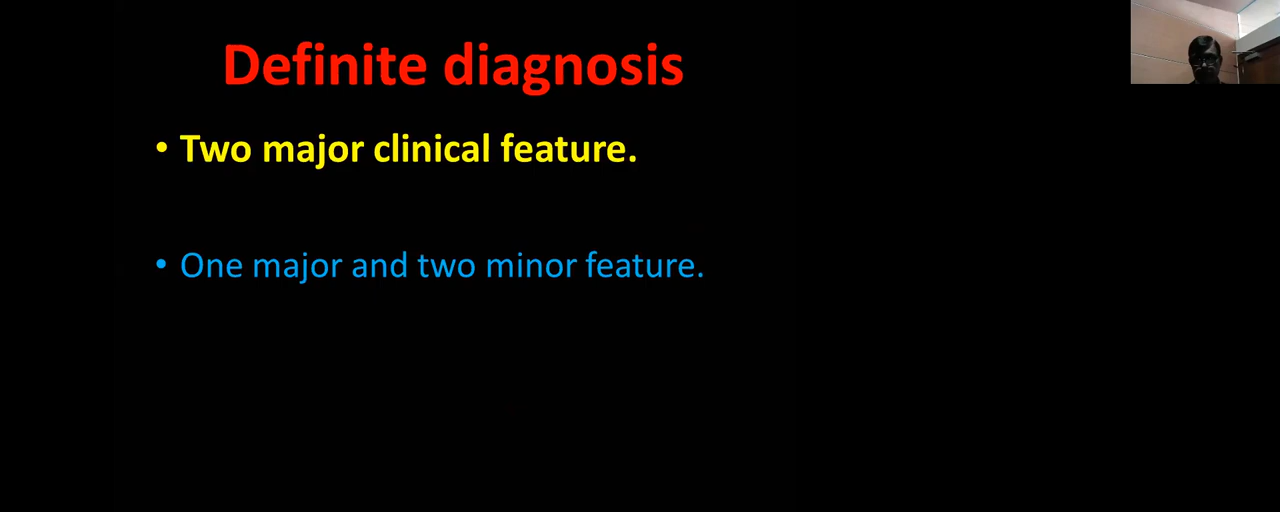 Definite diagnosis
• Two major clinical feature.
• One major and two minor feature.